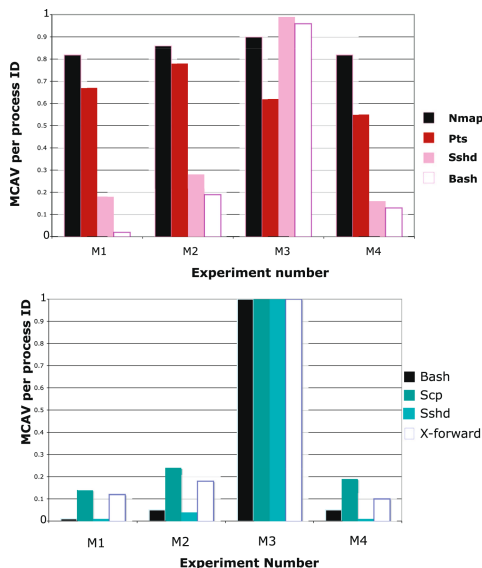 MCAV per process ID
1
0.9
0.8
0.7
0.6
0.5
0.4
0.3
0.2
0.1
0
M1 M2 M3 M4
Experiment number
Nmap
Pts
Sshd
Bash
MCAV per process ID
1
0.9
0.8
0.7
0.6
0.5
0.4
0.3
0.2
0.1
0
M1 M2 M3 M4
Experiment Number
Bash
Scp
Sshd
X-forward